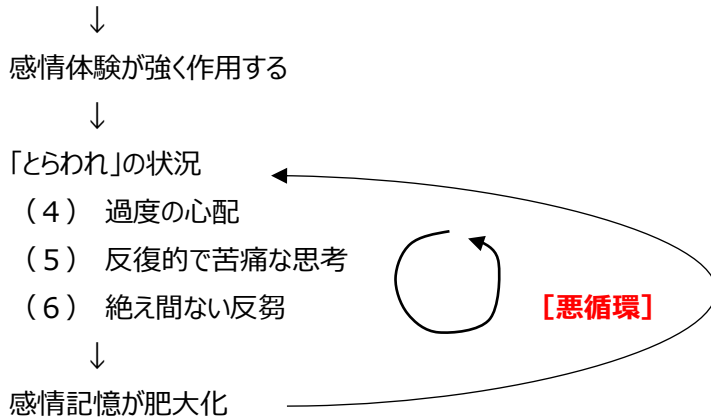 ↓
感情体験が強く作用する
↓
「とらわれ」の状況
（４） 過度の心配
（５） 反復的で苦痛な思考
（６） 絶え間ない反芻
［悪循環］
↓
感情記憶が肥大化